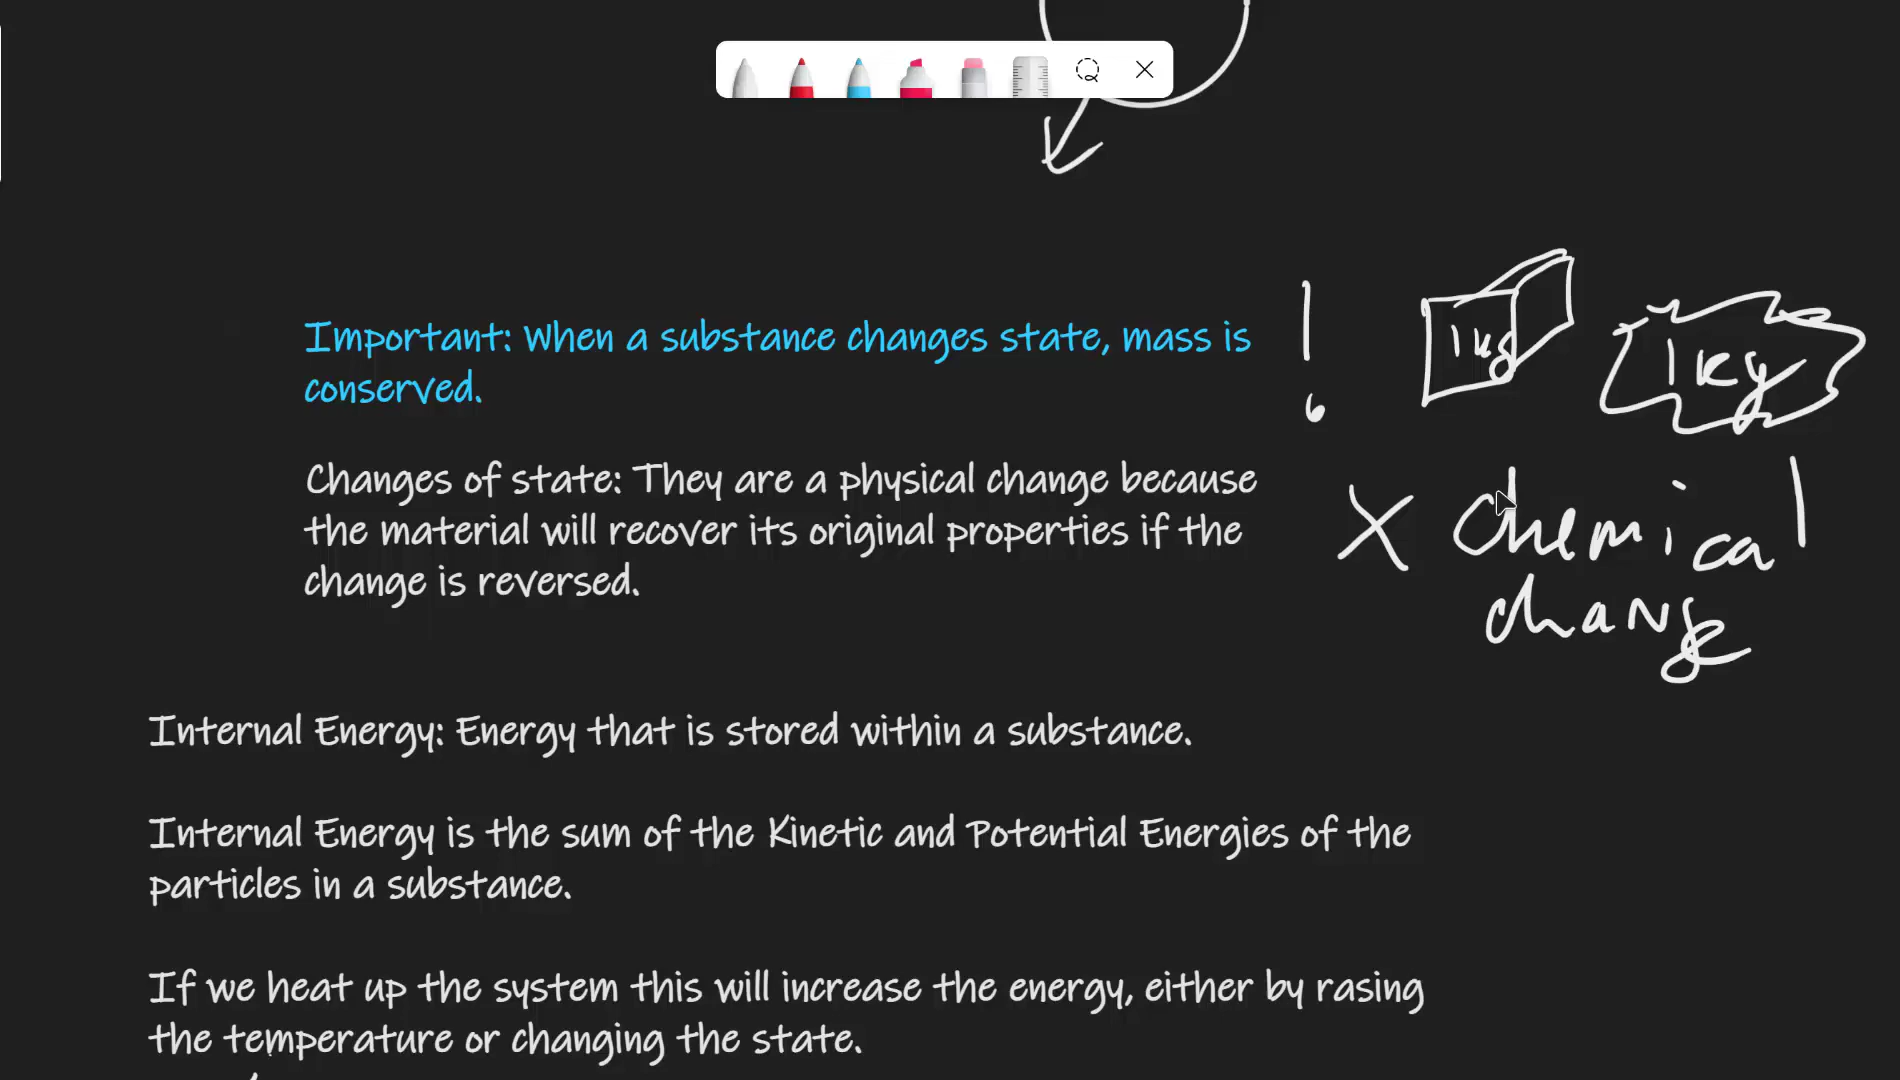 Important: When a substance changes state, mass is
conserved.
!
1kg
1kg
Changes of state: They are a physical change because
the material will recover its original properties if the
change is reversed.
X chemical
change
Internal Energy: Energy that is stored within a substance.
Internal Energy is the sum of the Kinetic and Potential Energies of the
particles in a substance.
If we heat up the system this will increase the energy, either by rasing
the temperature or changing the state.